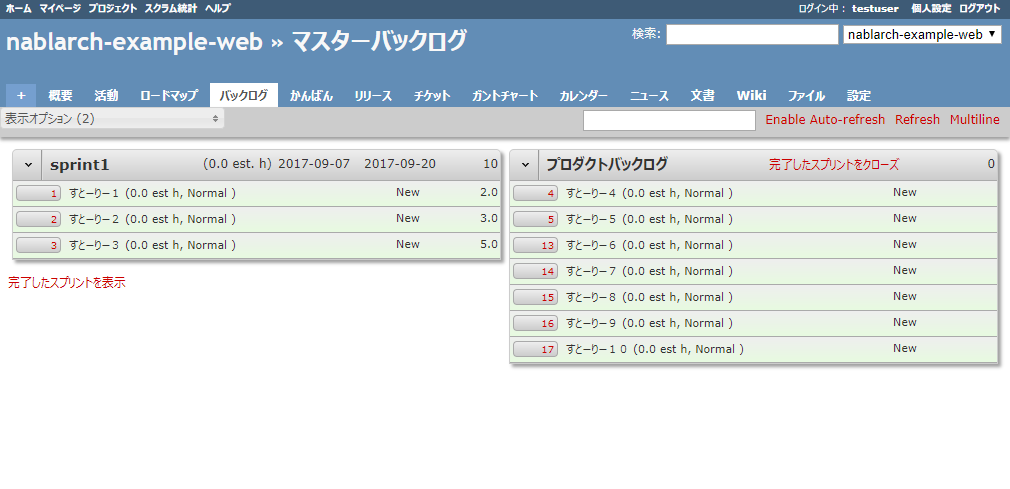 ホーム マイページ プロジェクト スクラム統計 ヘルプ ログイン中： testuser 個人設定 ログアウト
nablarch-example-web » マスターバックログ
検索: nablarch-example-web
+ 概要 活動 ロードマップ バックログ かんばん リリース チケット ガントチャート カレンダー ニュース 文書 Wiki ファイル 設定
表示オプション (2) Enable Auto-refresh Refresh Multiline
sprint1 (0.0 est. h) 2017-09-07 2017-09-20 10
1 すとーりー１ (0.0 est h, Normal ) New 2.0
2 すとーりー２ (0.0 est h, Normal ) New 3.0
3 すとーりー３ (0.0 est h, Normal ) New 5.0
完了したスプリントを表示
プロダクトバックログ 完了したスプリントをクローズ 0
4 すとーりー４ (0.0 est h, Normal ) New
5 すとーりー５ (0.0 est h, Normal ) New
13 すとーりー６ (0.0 est h, Normal ) New
14 すとーりー７ (0.0 est h, Normal ) New
15 すとーりー８ (0.0 est h, Normal ) New
16 すとーりー９ (0.0 est h, Normal ) New
17 すとーりー１０ (0.0 est h, Normal ) New